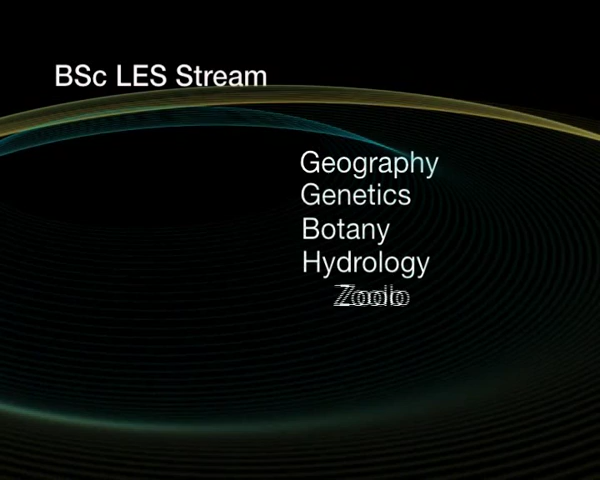 BSc LES Stream
Geography
Genetics
Botany
Hydrology
Zoolo